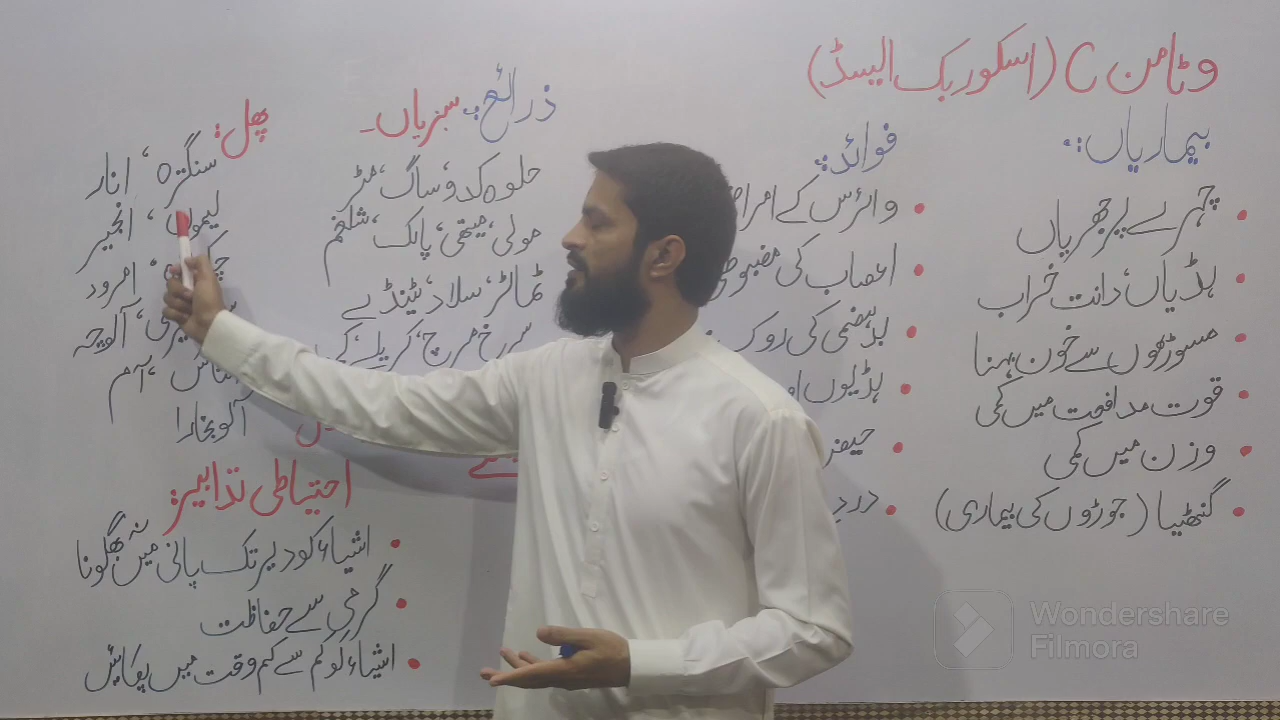 وٹامن C (اسکوربک ایسڈ)
بیماریاں:
چہرے پر جھریاں
ہڈیاں، دانت خراب
مسوڑھوں سے خون بہنا
قوت مدافعت میں کمی
وزن میں کمی
گنٹھیا (جوڑوں کی بیماری)
فوائد:
وائرس کے
اعصاب کی
بدہضمی کی روک
ہڈیوں
درد
ذرائع: سبزیاں۔
حلوہ کدو، ساگ، مٹر
مولی، میتھی، پالک، شلغم
ٹماٹر، سلاد، ٹینڈے
سرخ مرچ، کریلے
پھل:
سنگترہ، انار
لیموں، انجیر
امرود
آلوچہ
آم
آلو بخارا
احتیاطی تدابیر:
اشیاء کو دیر تک پانی میں نہ بھگونا
گرمی سے حفاظت
اشیاء کو کم سے کم وقت میں پکائیں
Wondershare
Filmora